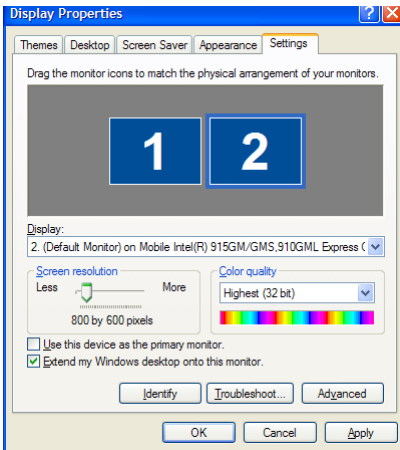 Display Properties
Themes Desktop Screen Saver Appearance Settings
Drag the monitor icons to match the physical arrangement of your monitors.
1 2
Display:
2. (Default Monitor) on Mobile Intel(R) 915GM/GMS,910GML Express (
Screen resolution
Less More
800 by 600 pixels
Color quality
Highest (32 bit)
Use this device as the primary monitor.
Extend my Windows desktop onto this monitor.
Identify Troubleshoot... Advanced
OK Cancel Apply